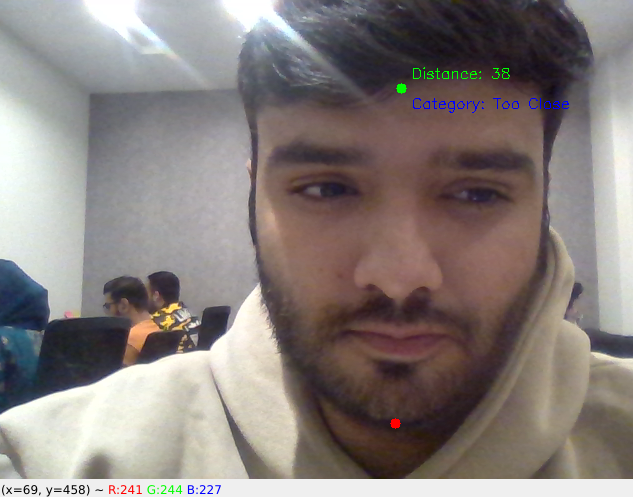 Distance: 38
Category: Too Close
(x=69, y=458) ~ R:241 G:244 B:227